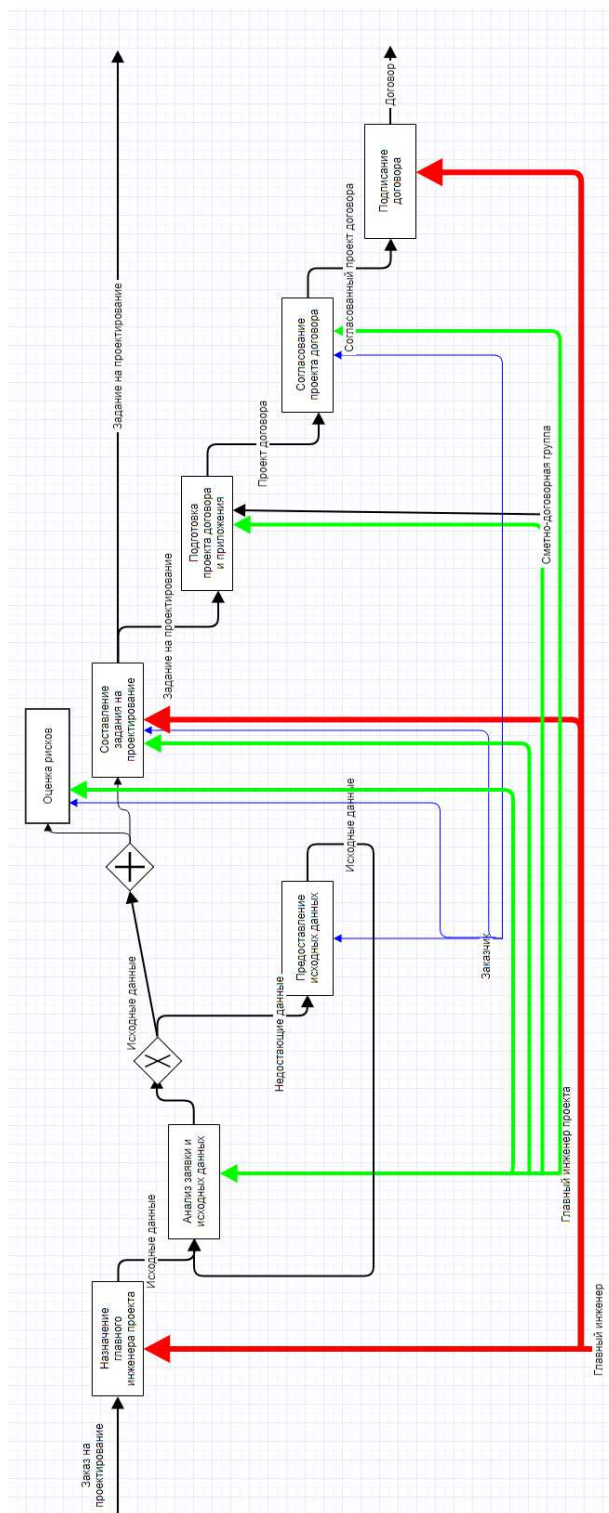 Заказ на
проектирование
Назначение
главного
инженера проекта
Исходные данные
Анализ заявки и
исходных данных
Исходные данные
Недостающие данные
Предоставление
исходных данных
Исходные данные
Оценка рисков
Составление
задания на
проектирование
Задание на проектирование
Задание на проектирование
Подготовка
проекта договора
и приложения
Проект договора
Согласование
проекта договора
Согласованный проект договора
Подписание
договора
Договор
Заказчик
Сметно-договорная группа
Главный инженер проекта
Главный инженер